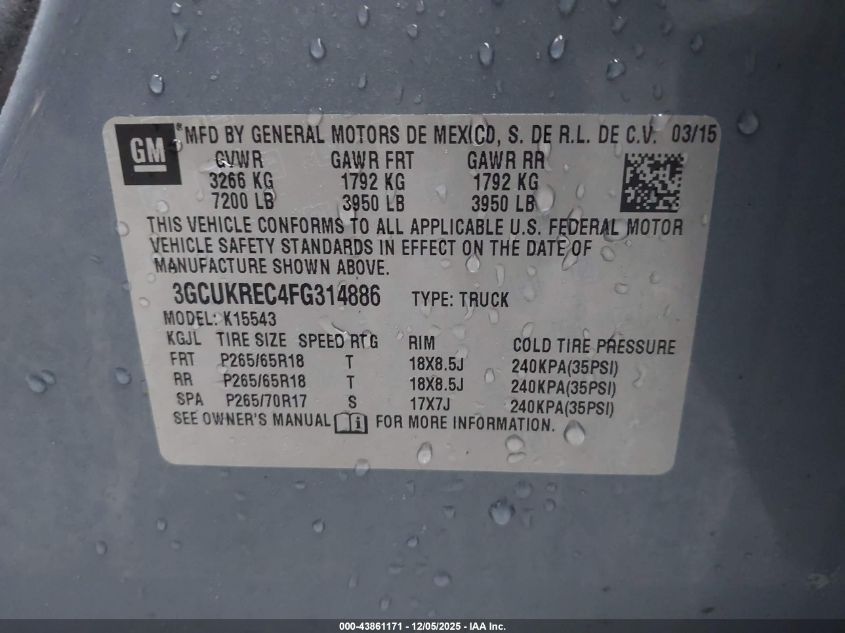 GM
®MFD BY GENERAL MOTORS DE MEXICO, S. DE R.L. DE C.V. 03/15
GVWR GAWR FRT GAWR RR
3266 KG 1792 KG 1792 KG
7200 LB 3950 LB 3950 LB
THIS VEHICLE CONFORMS TO ALL APPLICABLE U.S. FEDERAL MOTOR
VEHICLE SAFETY STANDARDS IN EFFECT ON THE DATE OF
MANUFACTURE SHOWN ABOVE.
3GCUKREC4FG314886 TYPE: TRUCK
MODEL: K15543
KGJL TIRE SIZE SPEED RTG RIM COLD TIRE PRESSURE
FRT P265/65R18 T 18X8.5J 240KPA(35PSI)
RR P265/65R18 T 18X8.5J 240KPA(35PSI)
SPA P265/70R17 S 17X7J 240KPA(35PSI)
SEE OWNER'S MANUAL FOR MORE INFORMATION.
000-43861171 - 12/05/2025 - IAA Inc.